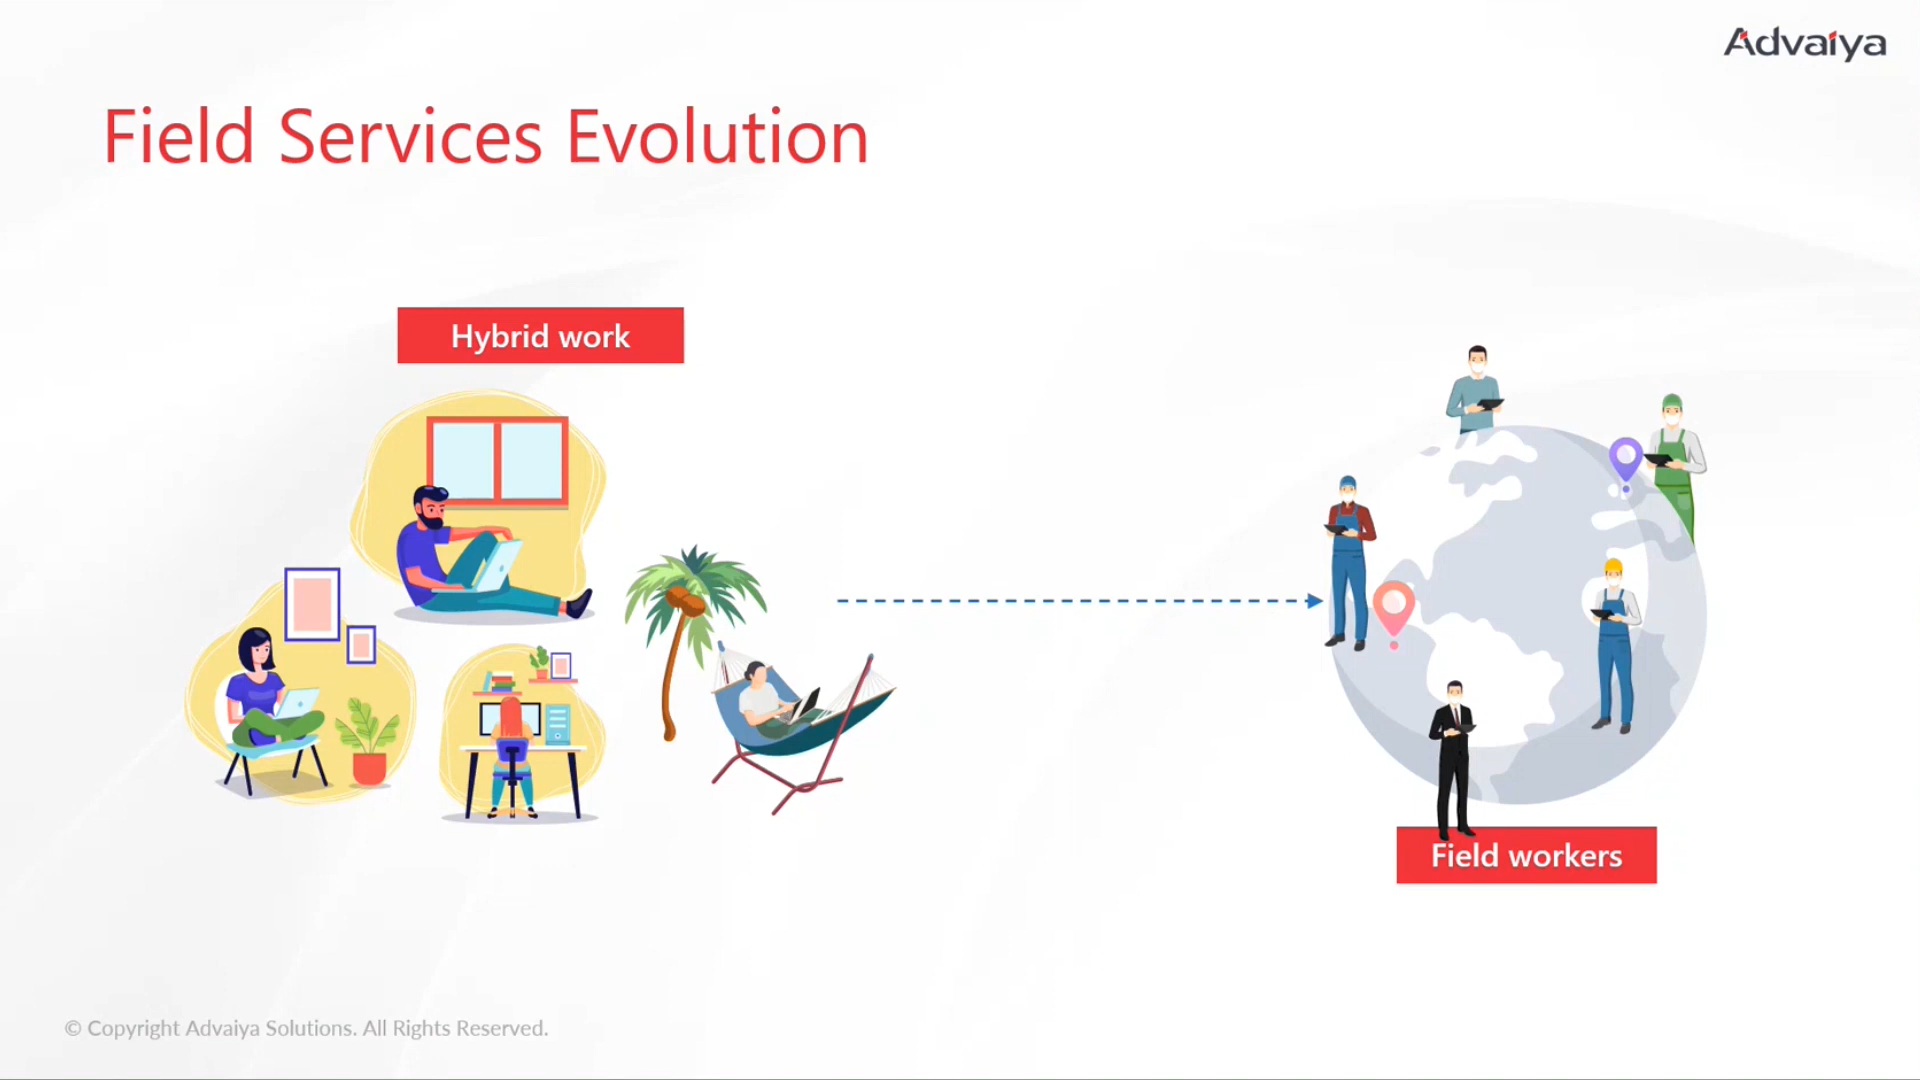 Advaiya
Field Services Evolution
Hybrid work
Field workers
© Copyright Advaiya Solutions. All Rights Reserved.